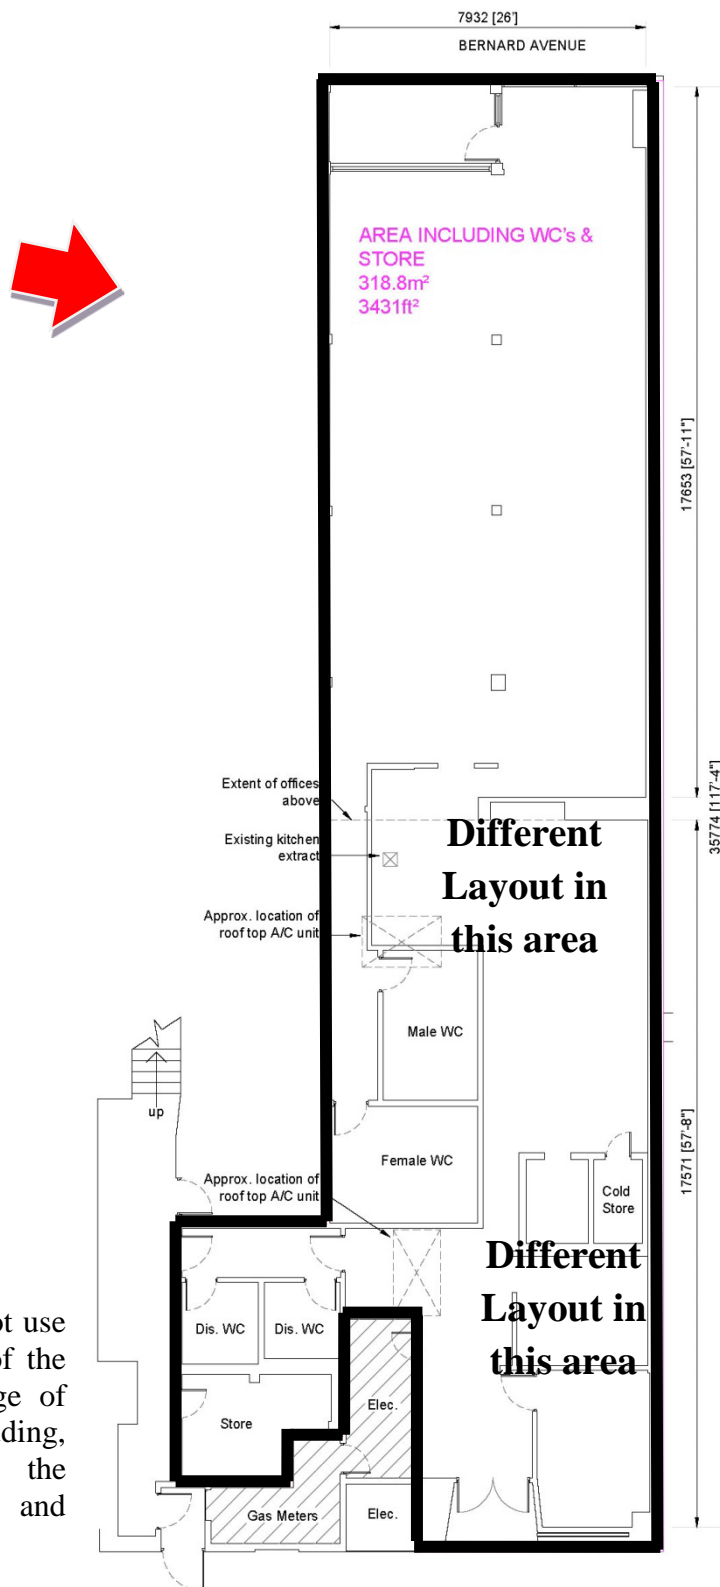 7932 [26']
BERNARD AVENUE
AREA INCLUDING WC's &
STORE
318.8m²
3431ft²
17653 [57'-11"]
35774 [117'-4"]
Extent of offices
above
Existing kitchen
extract
Different
Layout in
this area
Approx. location of
roof top A/C unit
Male WC
up
Female WC
17571 [57'-8"]
Approx. location of
roof top A/C unit
Cold
Store
Different
Layout in
this area
Dis. WC
Dis. WC
Store
Elec.
Gas Meters
Elec.
ot use
of the
ge of
ding,
the
and